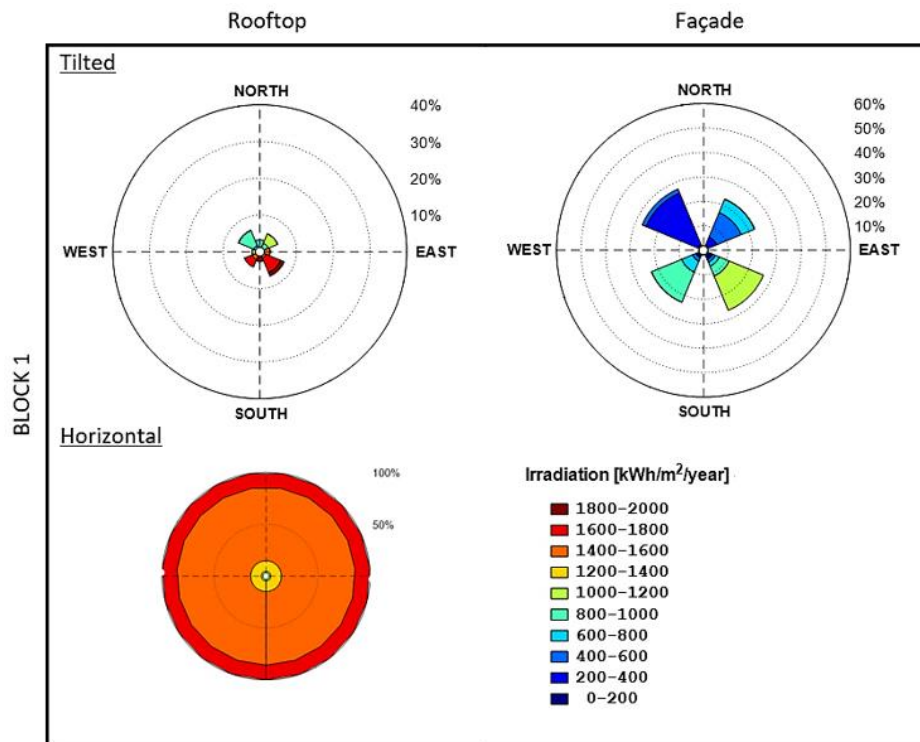 Rooftop
Façade
Tilted
NORTH
40%
30%
20%
10%
WEST
EAST
SOUTH
NORTH
60%
50%
40%
30%
20%
10%
WEST
EAST
SOUTH
BLOCK 1
Horizontal
100%
50%
Irradiation [kWh/m²/year]
1800-2000
1600-1800
1400-1600
1200-1400
1000-1200
800-1000
600-800
400-600
200-400
0-200